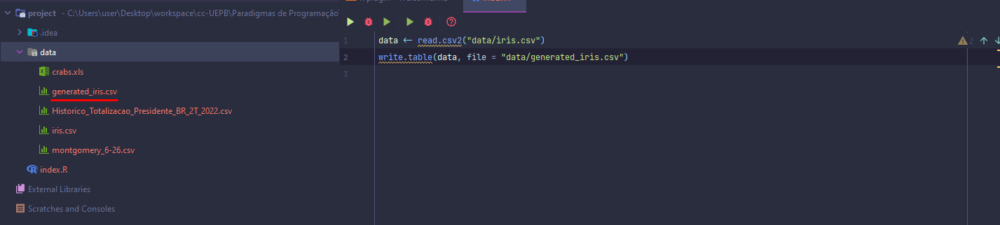 project - C:\Users\user\Desktop\workspace\cc-UEPB\Paradigmas de Programação\
.idea
data
crabs.xls
generated_iris.csv
Historico_Totalizacao_Presidente_BR_2T_2022.csv
iris.csv
montgomery_6-26.csv
index.R
External Libraries
Scratches and Consoles
1 data <- read.csv2("data/iris.csv")
2
2 write.table(data, file = "data/generated_iris.csv")
3